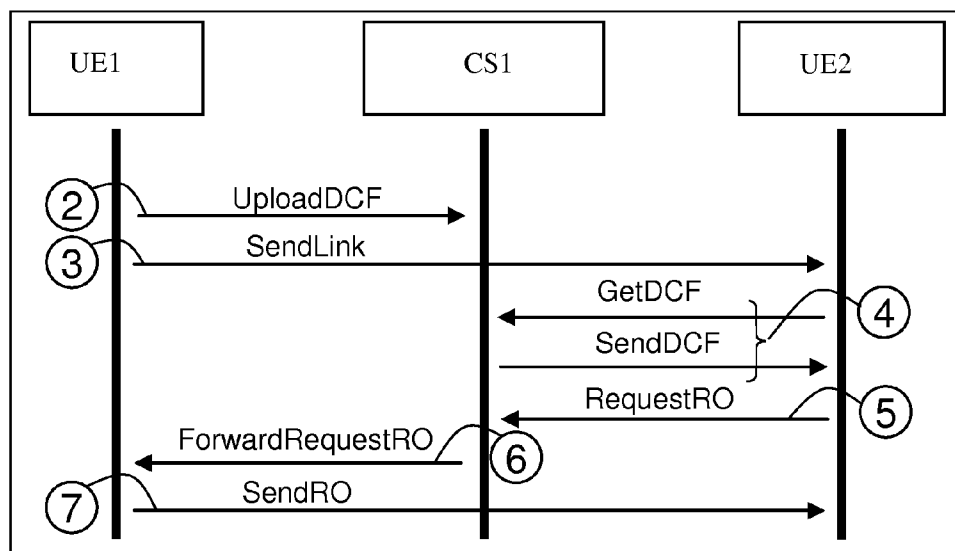 UE1
CS1
UE2
② UploadDCF
③ SendLink
GetDCF
④
SendDCF
RequestRO ⑤
ForwardRequestRO ⑥
⑦ SendRO